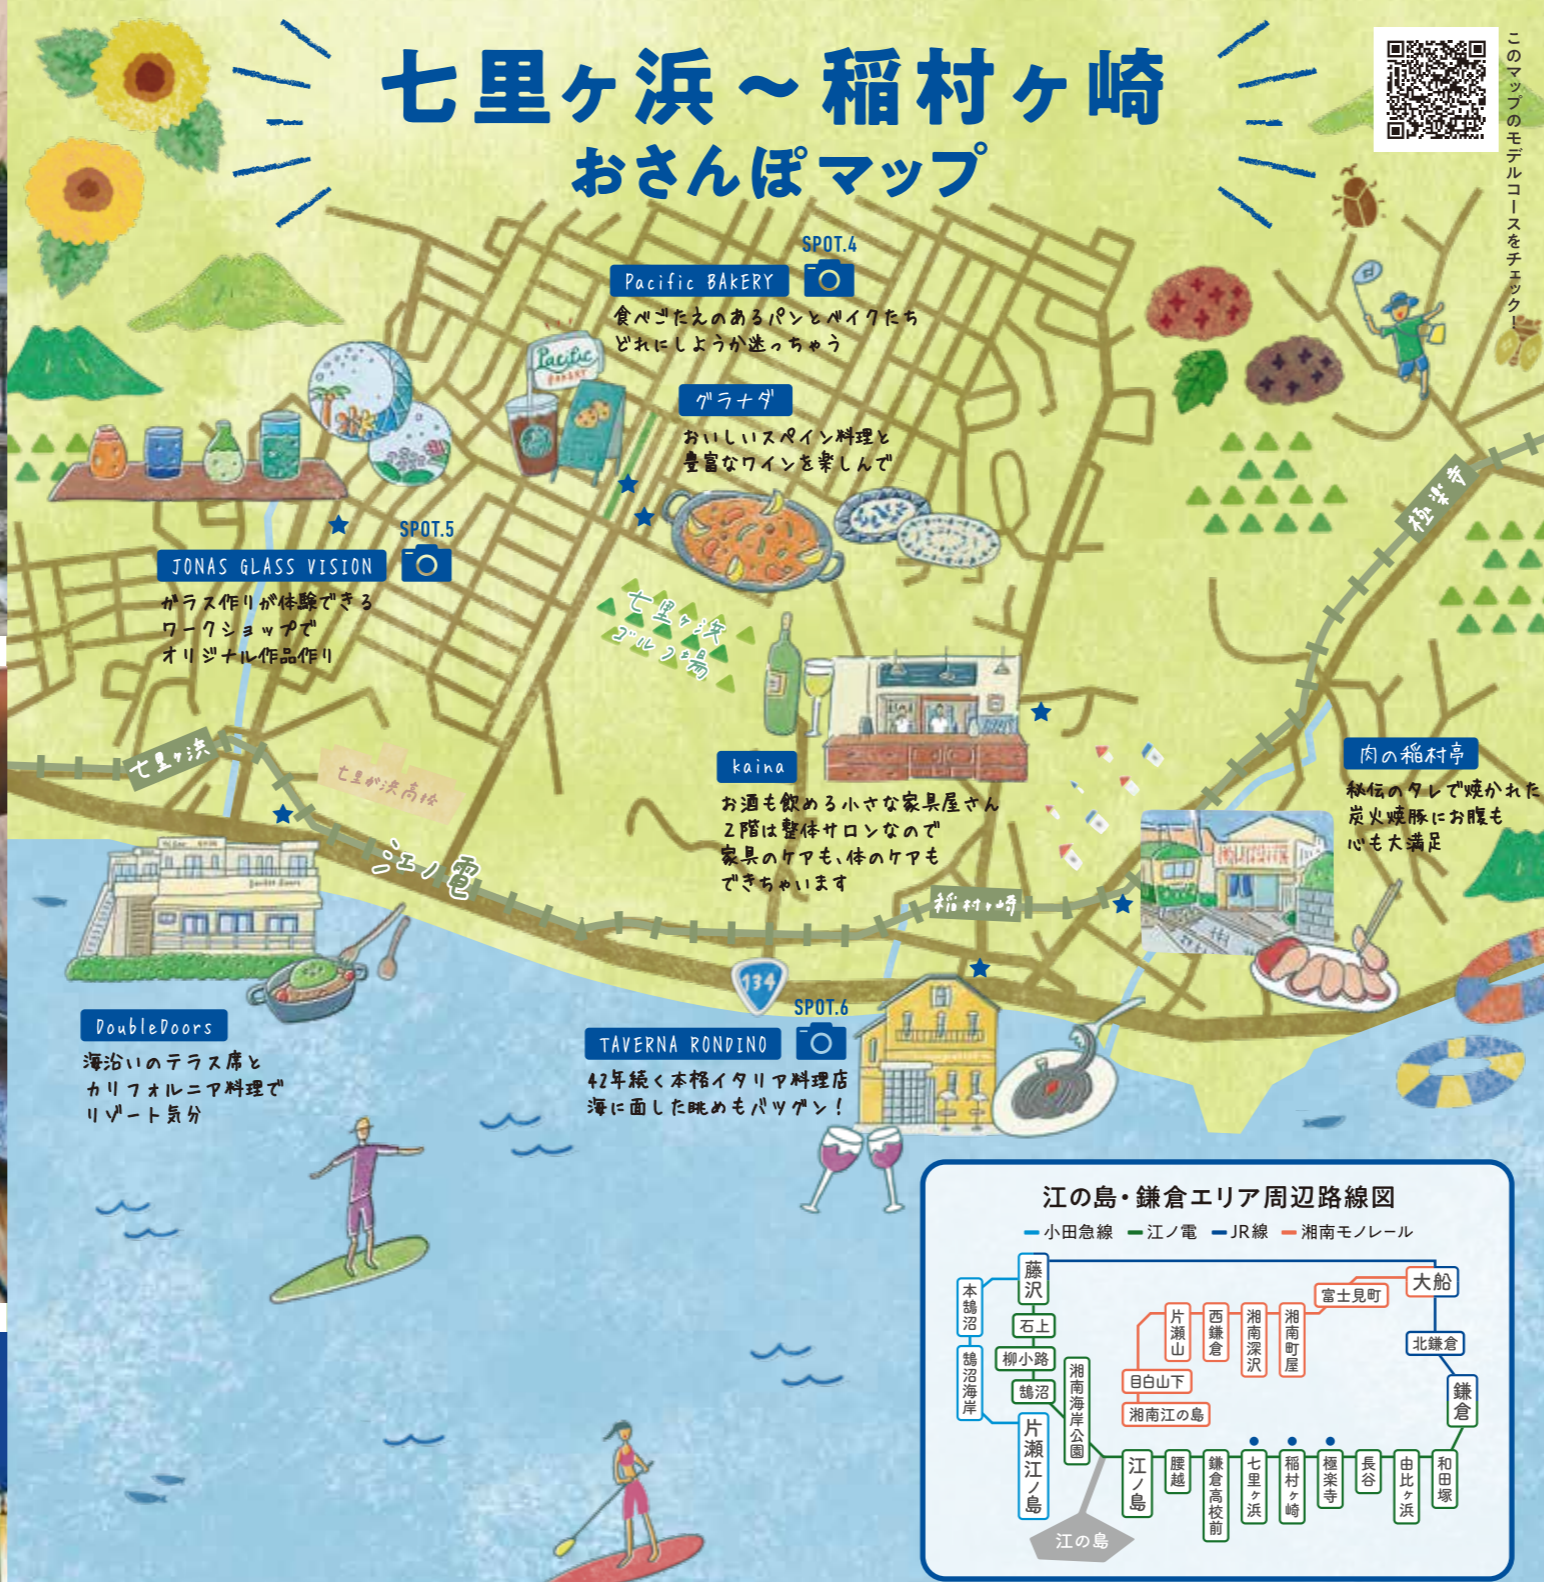 七里ヶ浜～稲村ヶ崎
おさんぽマップ
このマップのモデルコースをチェック！
SPOT.4
Pacific BAKERY
食べごたえのあるパンとベイクたち
どれにしようか迷っちゃう
Pacific
BAKERY
グラナダ
おいしいスペイン料理と
豊富なワインを楽しんで
極楽寺
SPOT.5
JONAS GLASS VISION
ガラス作りが体験できる
ワークショップで
オリジナル作品作り
七里ヶ浜
ゴルフ場
七里ヶ浜
七里が浜高校
kaina
お酒も飲める小さな家具屋さん
2階は整体サロンなので
家具のケアも、体のケアも
できちゃいます
肉の稲村亭
秘伝のタレで焼かれた
炭火焼豚にお腹も
心も大満足
江ノ電
稲村ヶ崎
134
Double Doors
DoubleDoors
海沿いのテラス席と
カリフォルニア料理で
リゾート気分
SPOT.6
TAVERNA RONDINO
42年続く本格イタリア料理店
海に面した眺めもバツグン！
江の島・鎌倉エリア周辺路線図
小田急線 江ノ電 JR線 湘南モノレール
藤沢
本鵠沼
鵠沼海岸
片瀬江ノ島
石上
柳小路
鵠沼
湘南海岸公園
江ノ島
腰越
鎌倉高校前
七里ヶ浜
稲村ヶ崎
極楽寺
長谷
由比ヶ浜
和田塚
鎌倉
北鎌倉
大船
富士見町
湘南町屋
湘南深沢
西鎌倉
片瀬山
目白山下
湘南江の島
江の島